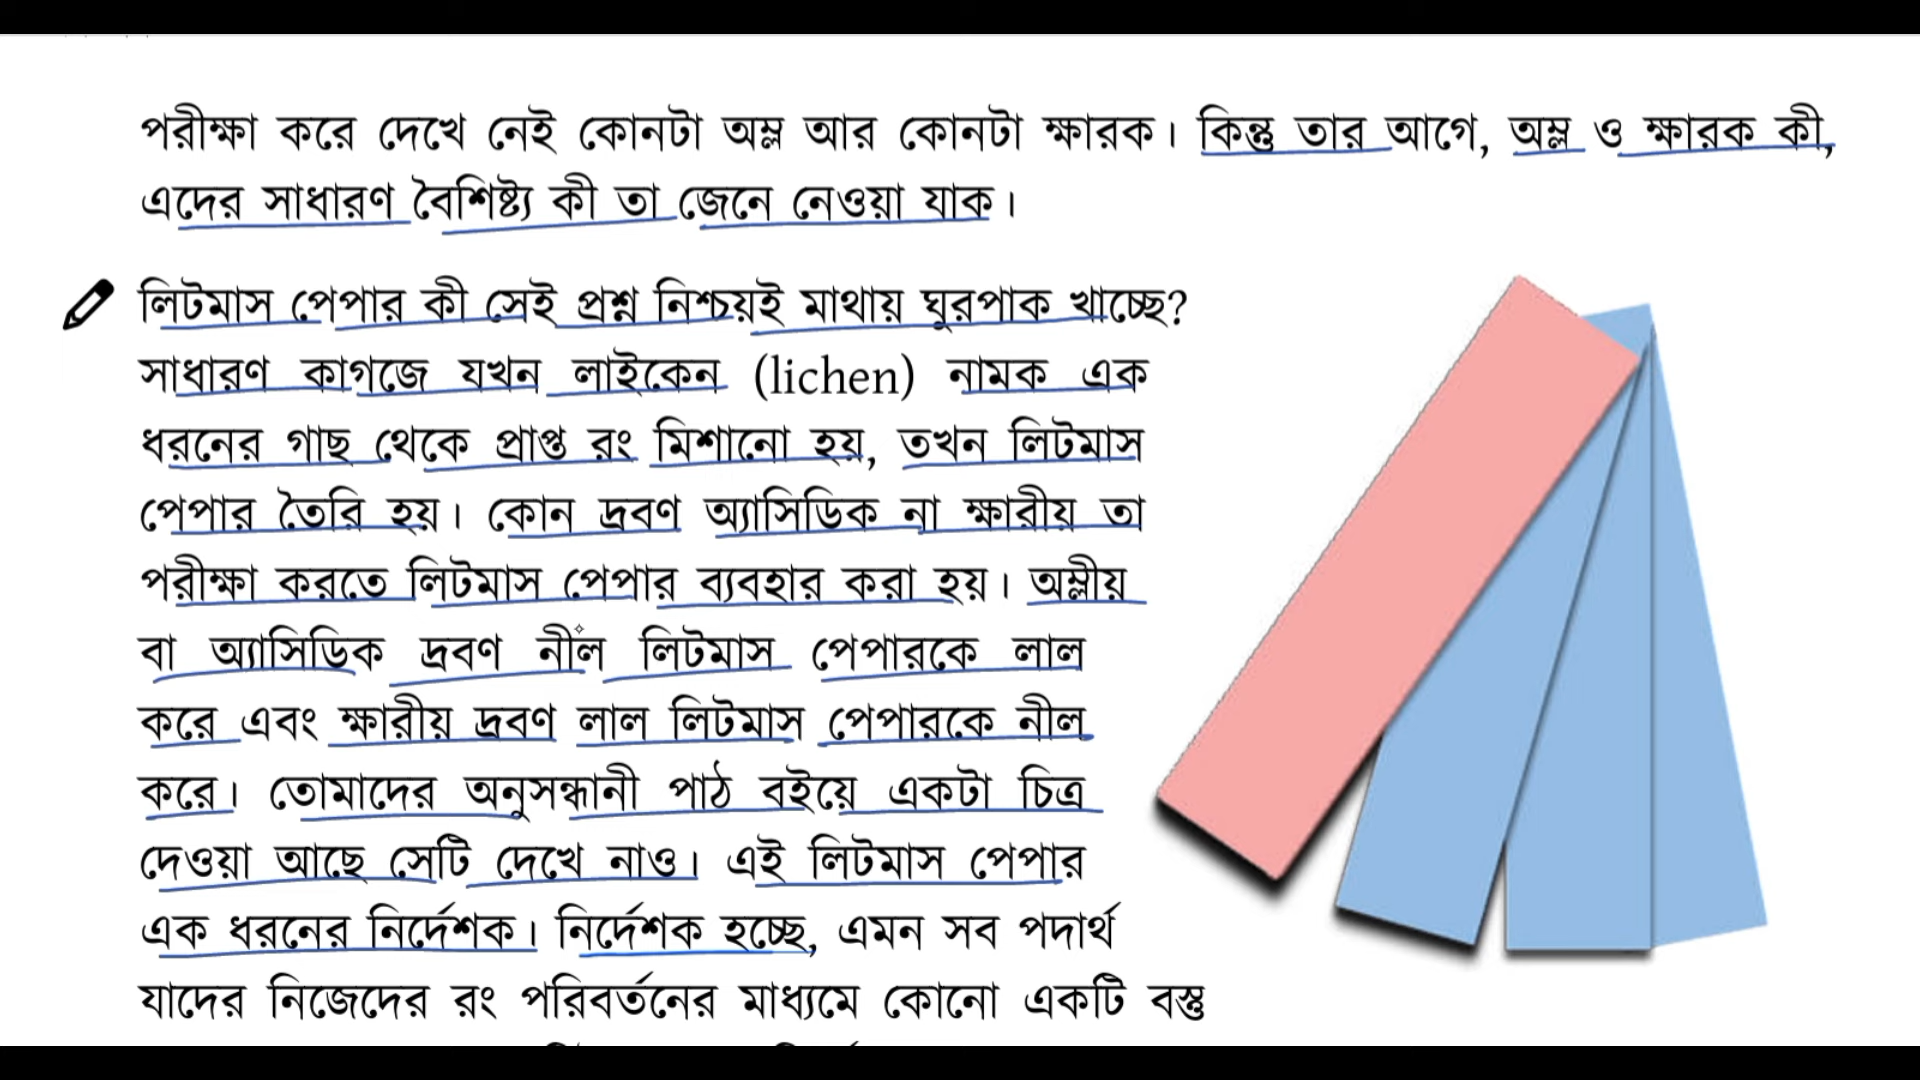 পরীক্ষা করে দেখে নেই কোনটা অম্ল আর কোনটা ক্ষারক। কিন্তু তার আগে, অম্ল ও ক্ষারক কী,
এদের সাধারণ বৈশিষ্ট্য কী তা জেনে নেওয়া যাক।
লিটমাস পেপার কী সেই প্রশ্ন নিশ্চয়ই মাথায় ঘুরপাক খাচ্ছে?
সাধারণ কাগজে যখন লাইকেন (lichen) নামক এক
ধরনের গাছ থেকে প্রাপ্ত রং মিশানো হয়, তখন লিটমাস
পেপার তৈরি হয়। কোন দ্রবণ অ্যাসিডিক না ক্ষারীয় তা
পরীক্ষা করতে লিটমাস পেপার ব্যবহার করা হয়। অম্লীয়
বা অ্যাসিডিক দ্রবণ নীল লিটমাস পেপারকে লাল
করে এবং ক্ষারীয় দ্রবণ লাল লিটমাস পেপারকে নীল
করে। তোমাদের অনুসন্ধানী পাঠ বইয়ে একটা চিত্র
দেওয়া আছে সেটি দেখে নাও। এই লিটমাস পেপার
এক ধরনের নির্দেশক। নির্দেশক হচ্ছে, এমন সব পদার্থ
যাদের নিজেদের রং পরিবর্তনের মাধ্যমে কোনো একটি বস্তু